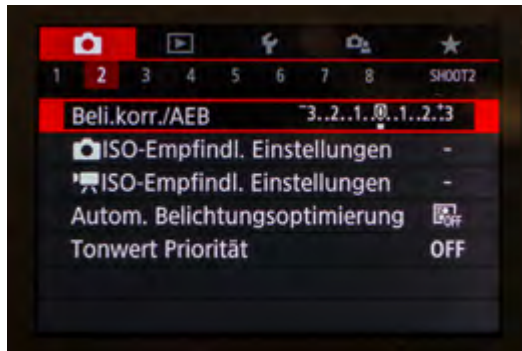 1 2 3 4 5 6 7 8 SHOOT2
Beli.korr./AEB -3..2..1..0..1..2.+3
ISO-Empfindl. Einstellungen -
ISO-Empfindl. Einstellungen -
Autom. Belichtungsoptimierung OFF
Tonwert Priorität OFF